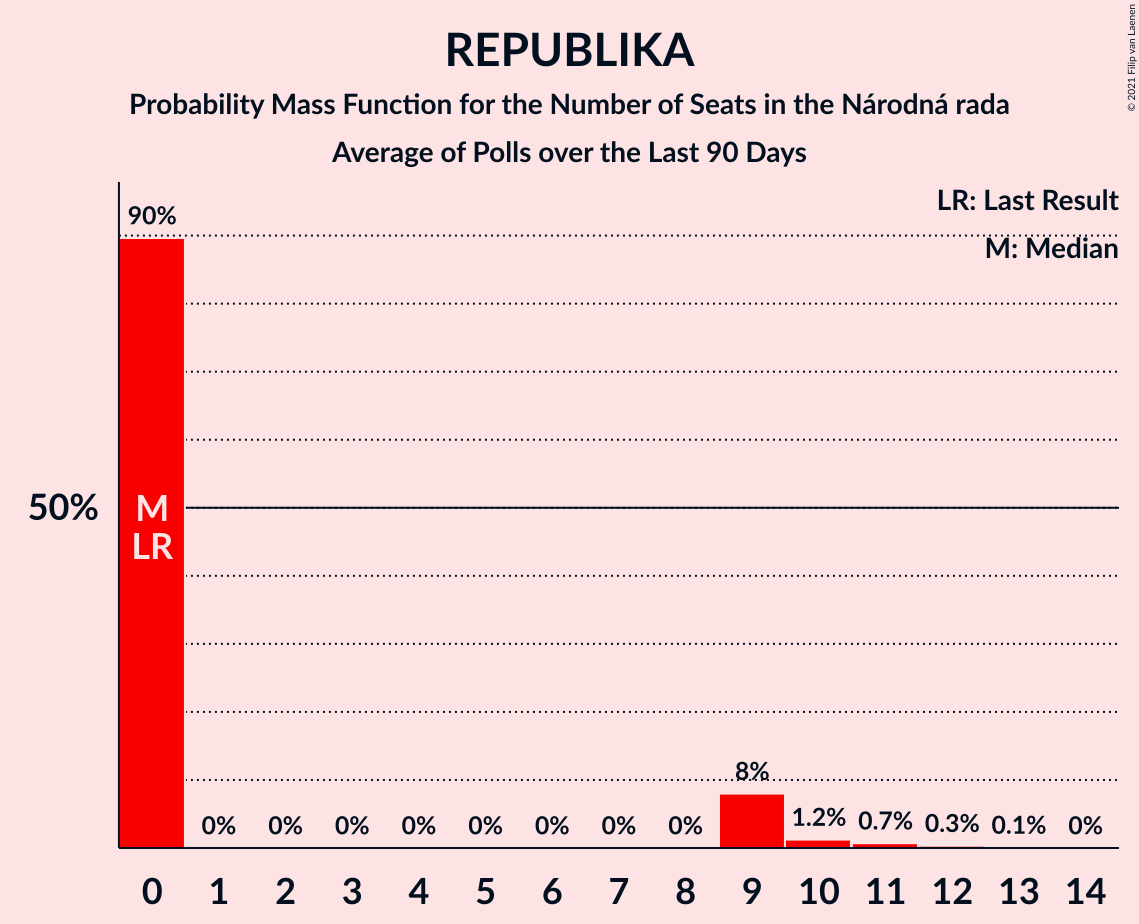 REPUBLIKA
Probability Mass Function for the Number of Seats in the Národná rada
Average of Polls over the Last 90 Days
© 2021 Filip van Laenen
LR: Last Result
M: Median
90%
50%
M
LR
0% 0% 0% 0% 0% 0% 0% 0% 8% 1.2% 0.7% 0.3% 0.1% 0%
0 1 2 3 4 5 6 7 8 9 10 11 12 13 14